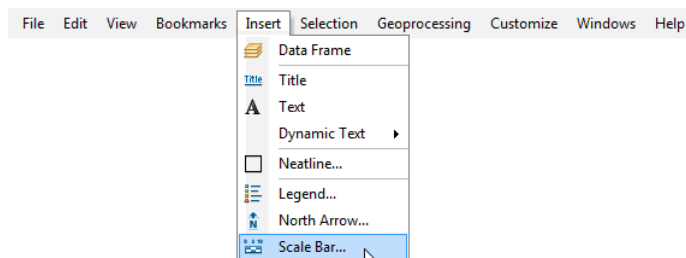 File Edit View Bookmarks Insert Selection Geoprocessing Customize Windows Help
Data Frame
Title Title
A Text
Dynamic Text
Neatline...
Legend...
N North Arrow...
Scale Bar...